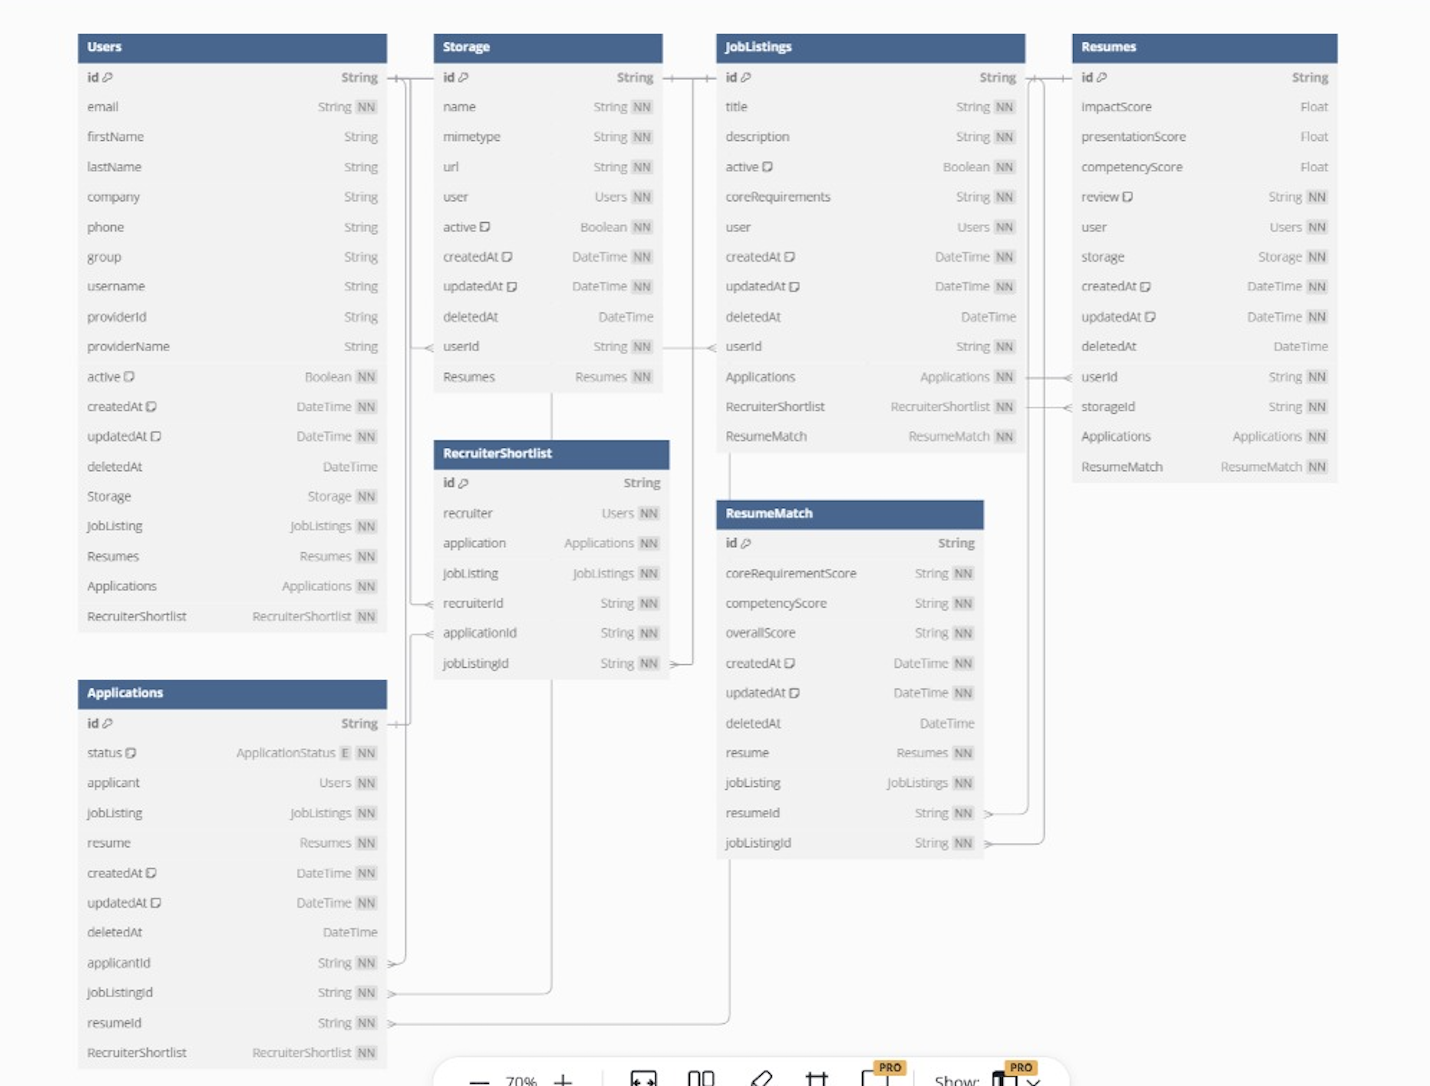 Users
id String
email String NN
firstName String
lastName String
company String
phone String
group String
username String
providerId String
providerName String
active Boolean NN
createdAt DateTime NN
updatedAt DateTime NN
deletedAt DateTime
Storage Storage NN
JobListing JobListings NN
Resumes Resumes NN
Applications Applications NN
RecruiterShortlist RecruiterShortlist NN
Applications
id String
status ApplicationStatus E NN
applicant Users NN
jobListing JobListings NN
resume Resumes NN
createdAt DateTime NN
updatedAt DateTime NN
deletedAt DateTime
applicantId String NN
jobListingId String NN
resumeId String NN
RecruiterShortlist RecruiterShortlist NN
Storage
id String
name String NN
mimetype String NN
url String NN
user Users NN
active Boolean NN
createdAt DateTime NN
updatedAt DateTime NN
deletedAt DateTime
userId String NN
Resumes Resumes NN
RecruiterShortlist
id String
recruiter Users NN
application Applications NN
jobListing JobListings NN
recruiterId String NN
applicationId String NN
jobListingId String NN
JobListings
id String
title String NN
description String NN
active Boolean NN
coreRequirements String NN
user Users NN
createdAt DateTime NN
updatedAt DateTime NN
deletedAt DateTime
userId String NN
Applications Applications NN
RecruiterShortlist RecruiterShortlist NN
ResumeMatch ResumeMatch NN
ResumeMatch
id String
coreRequirementScore String NN
competencyScore String NN
overallScore String NN
createdAt DateTime NN
updatedAt DateTime NN
deletedAt DateTime
resume Resumes NN
jobListing JobListings NN
resumeId String NN
jobListingId String NN
Resumes
id String
impactScore Float
presentationScore Float
competencyScore Float
review String NN
user Users NN
storage Storage NN
createdAt DateTime NN
updatedAt DateTime NN
deletedAt DateTime
userId String NN
storageId String NN
Applications Applications NN
ResumeMatch ResumeMatch NN
PRO PRO
70% Show: